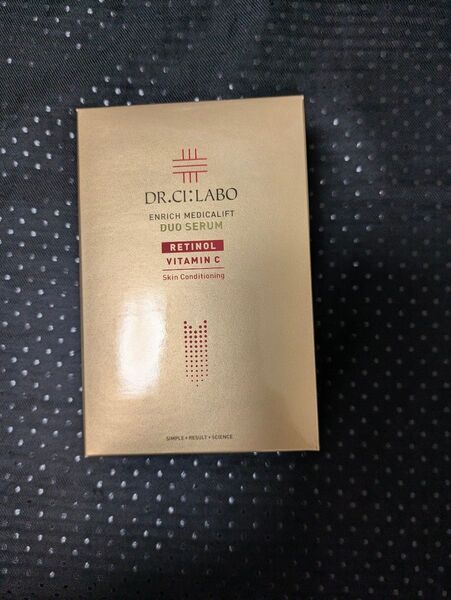 DR.CI:LABO
ENRICH MEDICALIFT
DUO SERUM
RETINOL
VITAMIN C
Skin Conditioning
SIMPLE • RESULT • SCIENCE